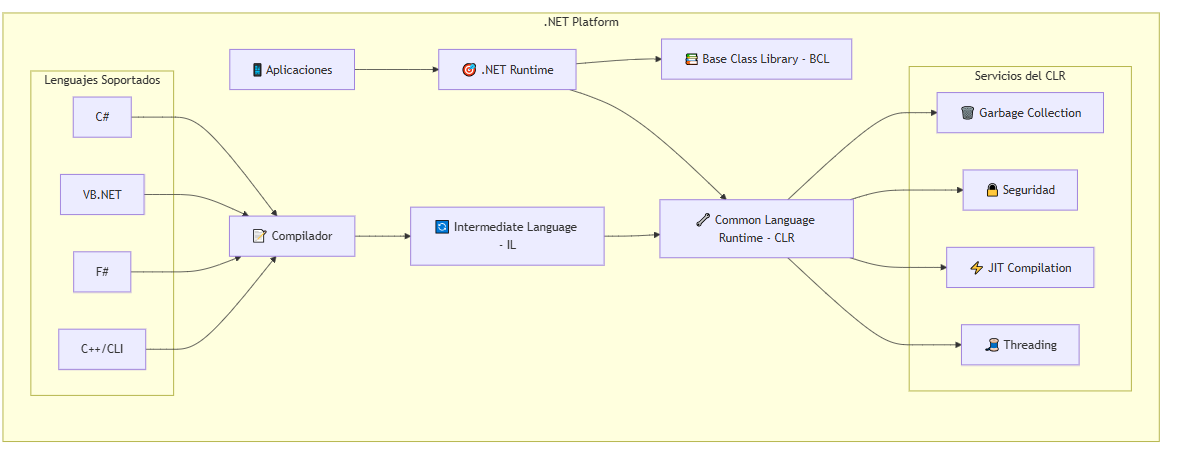 .NET Platform
Lenguajes Soportados
C#
VB.NET
F#
C++/CLI
Aplicaciones
.NET Runtime
Base Class Library - BCL
Compilador
Intermediate Language
- IL
Common Language
Runtime - CLR
Servicios del CLR
Garbage Collection
Seguridad
JIT Compilation
Threading